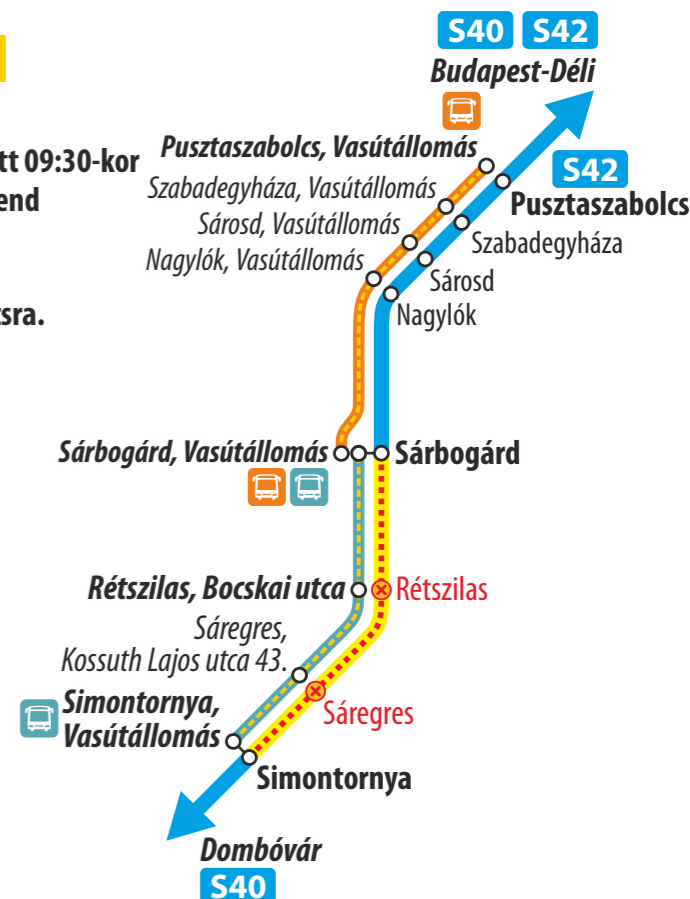 S40 S42
Budapest-Déli
tt 09:30-kor
end
sra.
Pusztaszabolcs, Vasútállomás
S42
Szabadegyháza, Vasútállomás
Pusztaszabolcs
Sárosd, Vasútállomás
Szabadegyháza
Nagylók, Vasútállomás
Sárosd
Nagylók
Sárbogárd, Vasútállomás
Sárbogárd
Rétszilas, Bocskai utca
Rétszilas
Sáregres,
Kossuth Lajos utca 43.
Sáregres
Simontornya,
Vasútállomás
Simontornya
Dombóvár
S40